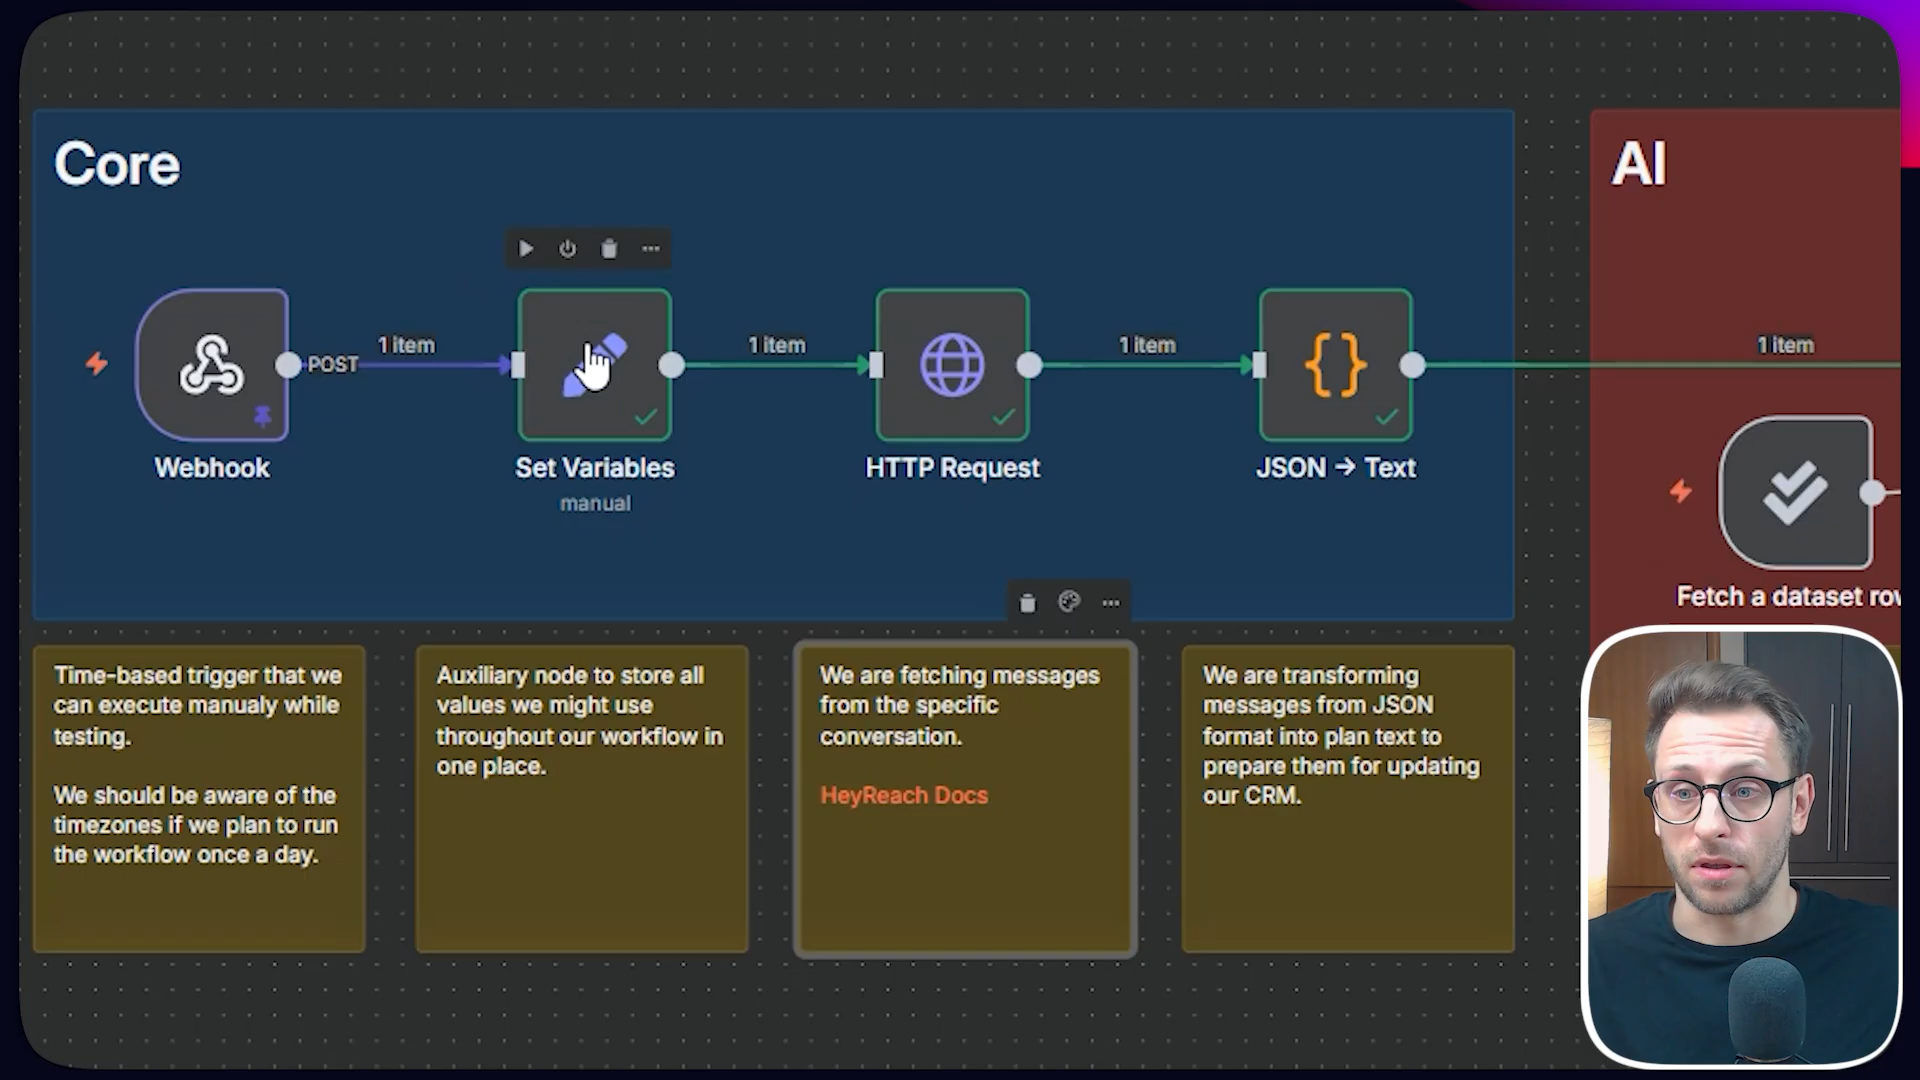 Core
AI
POST
1 item
1 item
1 item
1 item
Webhook
Set Variables
manual
HTTP Request
JSON → Text
Fetch a dataset row
Time-based trigger that we
can execute manualy while
testing.
We should be aware of the
timezones if we plan to run
the workflow once a day.
Auxiliary node to store all
values we might use
throughout our workflow in
one place.
We are fetching messages
from the specific
conversation.
HeyReach Docs
We are transforming
messages from JSON
format into plan text to
prepare them for updating
our CRM.